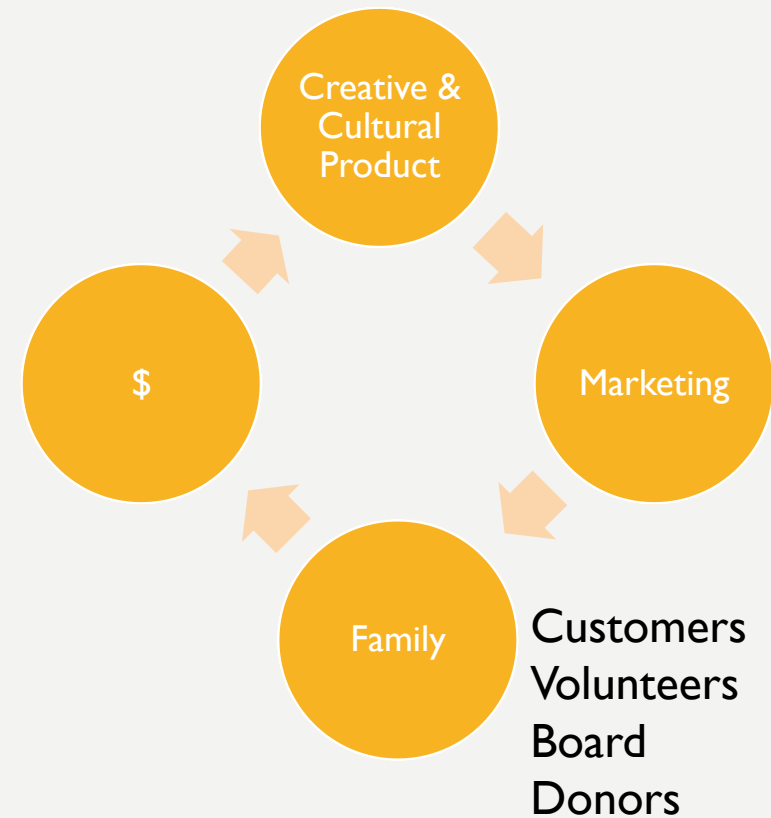 Creative &
Cultural
Product
$
Marketing
Family
Customers
Volunteers
Board
Donors